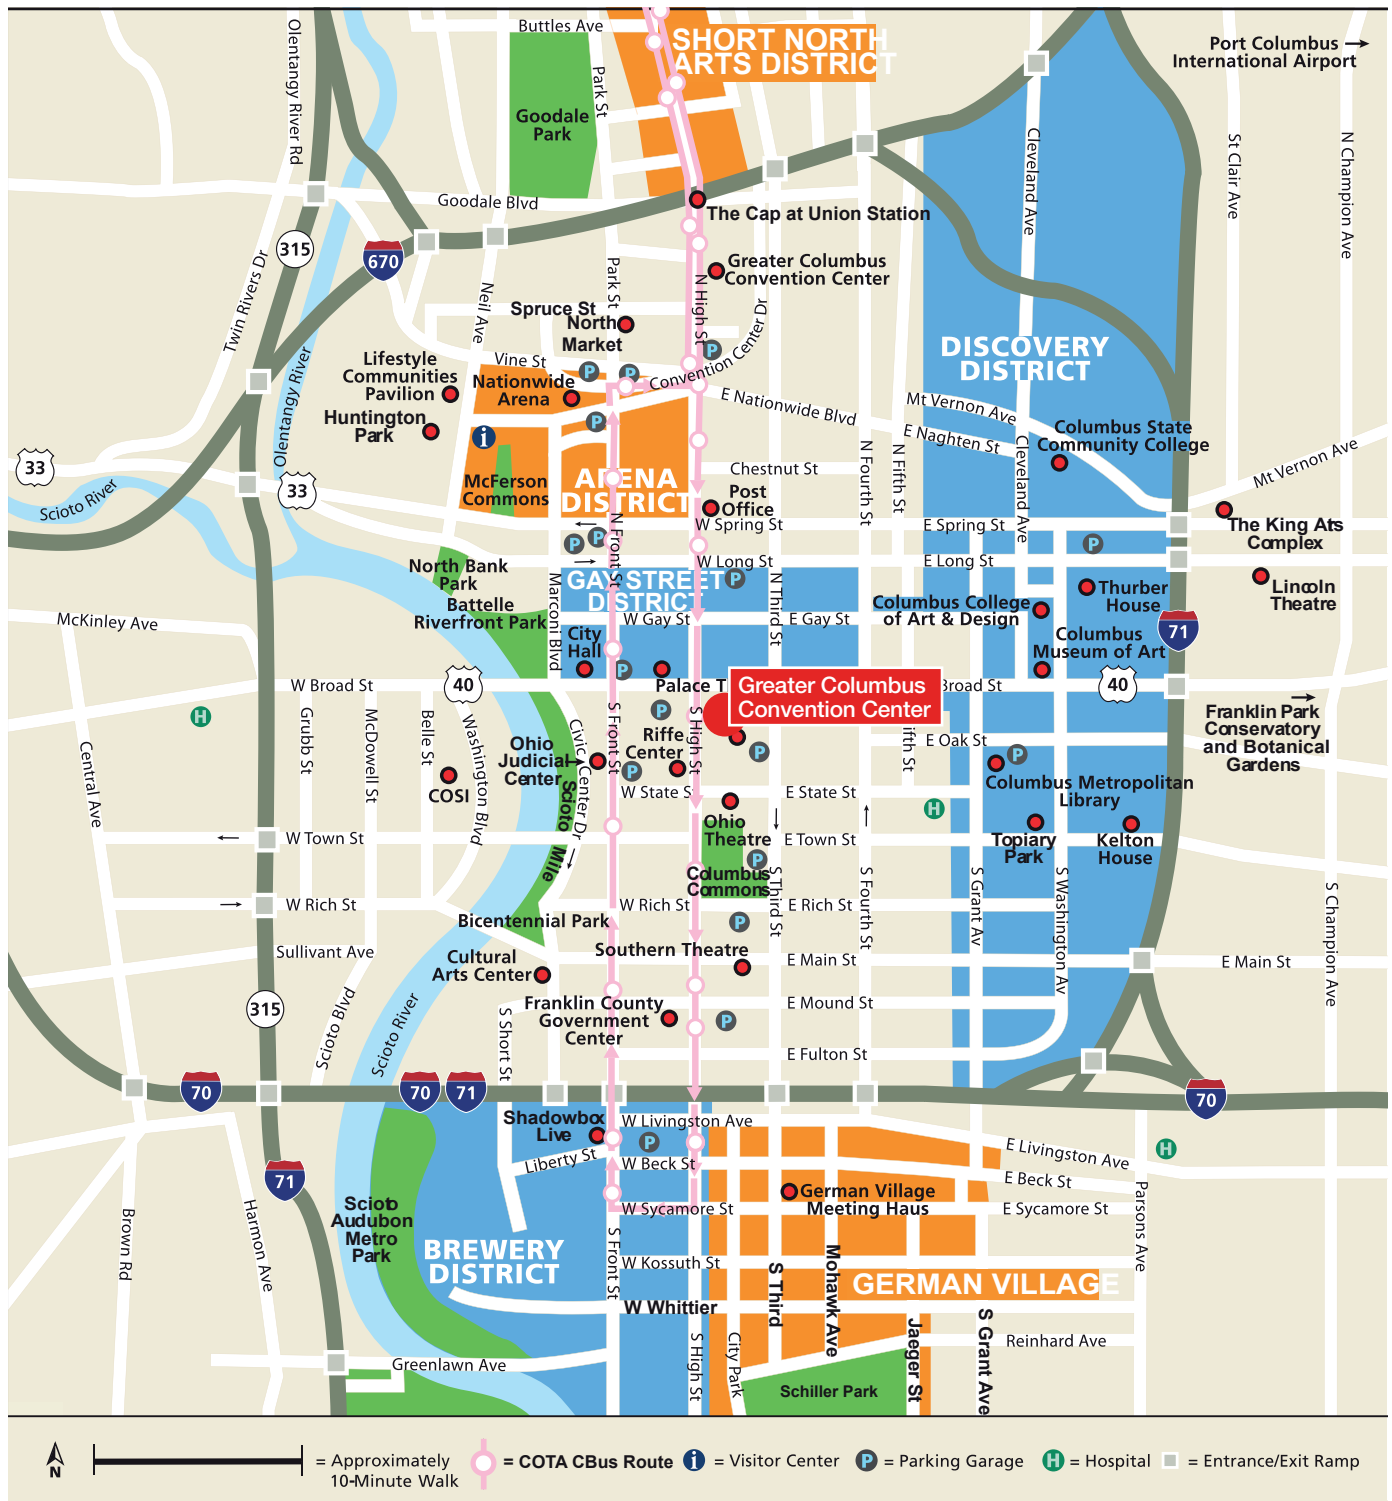 Buttles Ave
Olentangy River Rd
Park St
SHORT NORTH
ARTS DISTRICT
Port Columbus
International Airport
Goodale
Park
Cleveland Ave
St Clair Ave
N Champion Ave
Goodale Blvd
The Cap at Union Station
315
670
Twin Rivers Dr
Greater Columbus
Convention Center
Neil Ave
Park St
N High St
Spruce St
North
Market
P
Convention Center Dr
DISCOVERY
DISTRICT
Olentangy River
Lifestyle
Communities
Pavilion
Vine St
P
P
Nationwide
Arena
Huntington
Park
P
i
E Nationwide Blvd
Mt Vernon Ave
E Naghten St
Columbus State
Community College
Mt Vernon Ave
33
33
Scioto River
McFerson
Commons
ARENA
DISTRICT
Chestnut St
N Fourth St
N Fifth St
Cleveland Ave
Post
Office
W Spring St
E Spring St
The King Ats
Complex
N Front St
P
P
P
W Long St
E Long St
North Bank
Park
GAY STREET
DISTRICT
P
Marconi Blvd
N Third St
Thurber
House
Lincoln
Theatre
Battelle
Riverfront Park
Columbus College
of Art & Design
McKinley Ave
W Gay St
E Gay St
71
City
Hall
P
Columbus
Museum of Art
W Broad St
40
Palace T
Greater Columbus
Convention Center
Broad St
40
H
Grubb St
McDowell St
Belle St
Washington Blvd
Civic Center Dr
S Front St
P
S High St
Franklin Park
Conservatory
and Botanical
Gardens
Riffe
Center
Ohio
Judicial
Center
P
P
ifth St
E Oak St
P
Central Ave
COSI
Scioto Mile
W State S
E State St
Columbus Metropolitan
Library
H
Ohio
Theatre
W Town St
E Town St
Topiary
Park
Kelton
House
P
Columbus
Commons
S Third St
S Fourth St
S Grant Av
S Washington Av
S Champion Ave
W Rich St
W Rich St
E Rich St
Bicentennial Park
P
Sullivant Ave
Southern Theatre
Cultural
Arts Center
E Main St
E Main St
315
Scioto Blvd
Scioto River
S Short St
Franklin County
Government
Center
P
E Mound St
E Fulton St
70
70
71
70
Shadowbox
Live
W Livingston Ave
P
Liberty St
W Beck St
E Livingston Ave
H
E Beck St
71
German Village
Meeting Haus
W Sycamore St
E Sycamore St
Parsons Ave
Scioto
Audubon
Metro
Park
Brown Rd
Harmon Ave
BREWERY
DISTRICT
S Front St
W Kossuth St
S Third
Mohawk Ave
GERMAN VILLAGE
W Whittier
S High St
City Park
Jaeger St
S Grant Ave
Reinhard Ave
Greenlawn Ave
Schiller Park
N
= Approximately
10-Minute Walk
= COTA CBus Route
i = Visitor Center
P = Parking Garage
H = Hospital
= Entrance/Exit Ramp